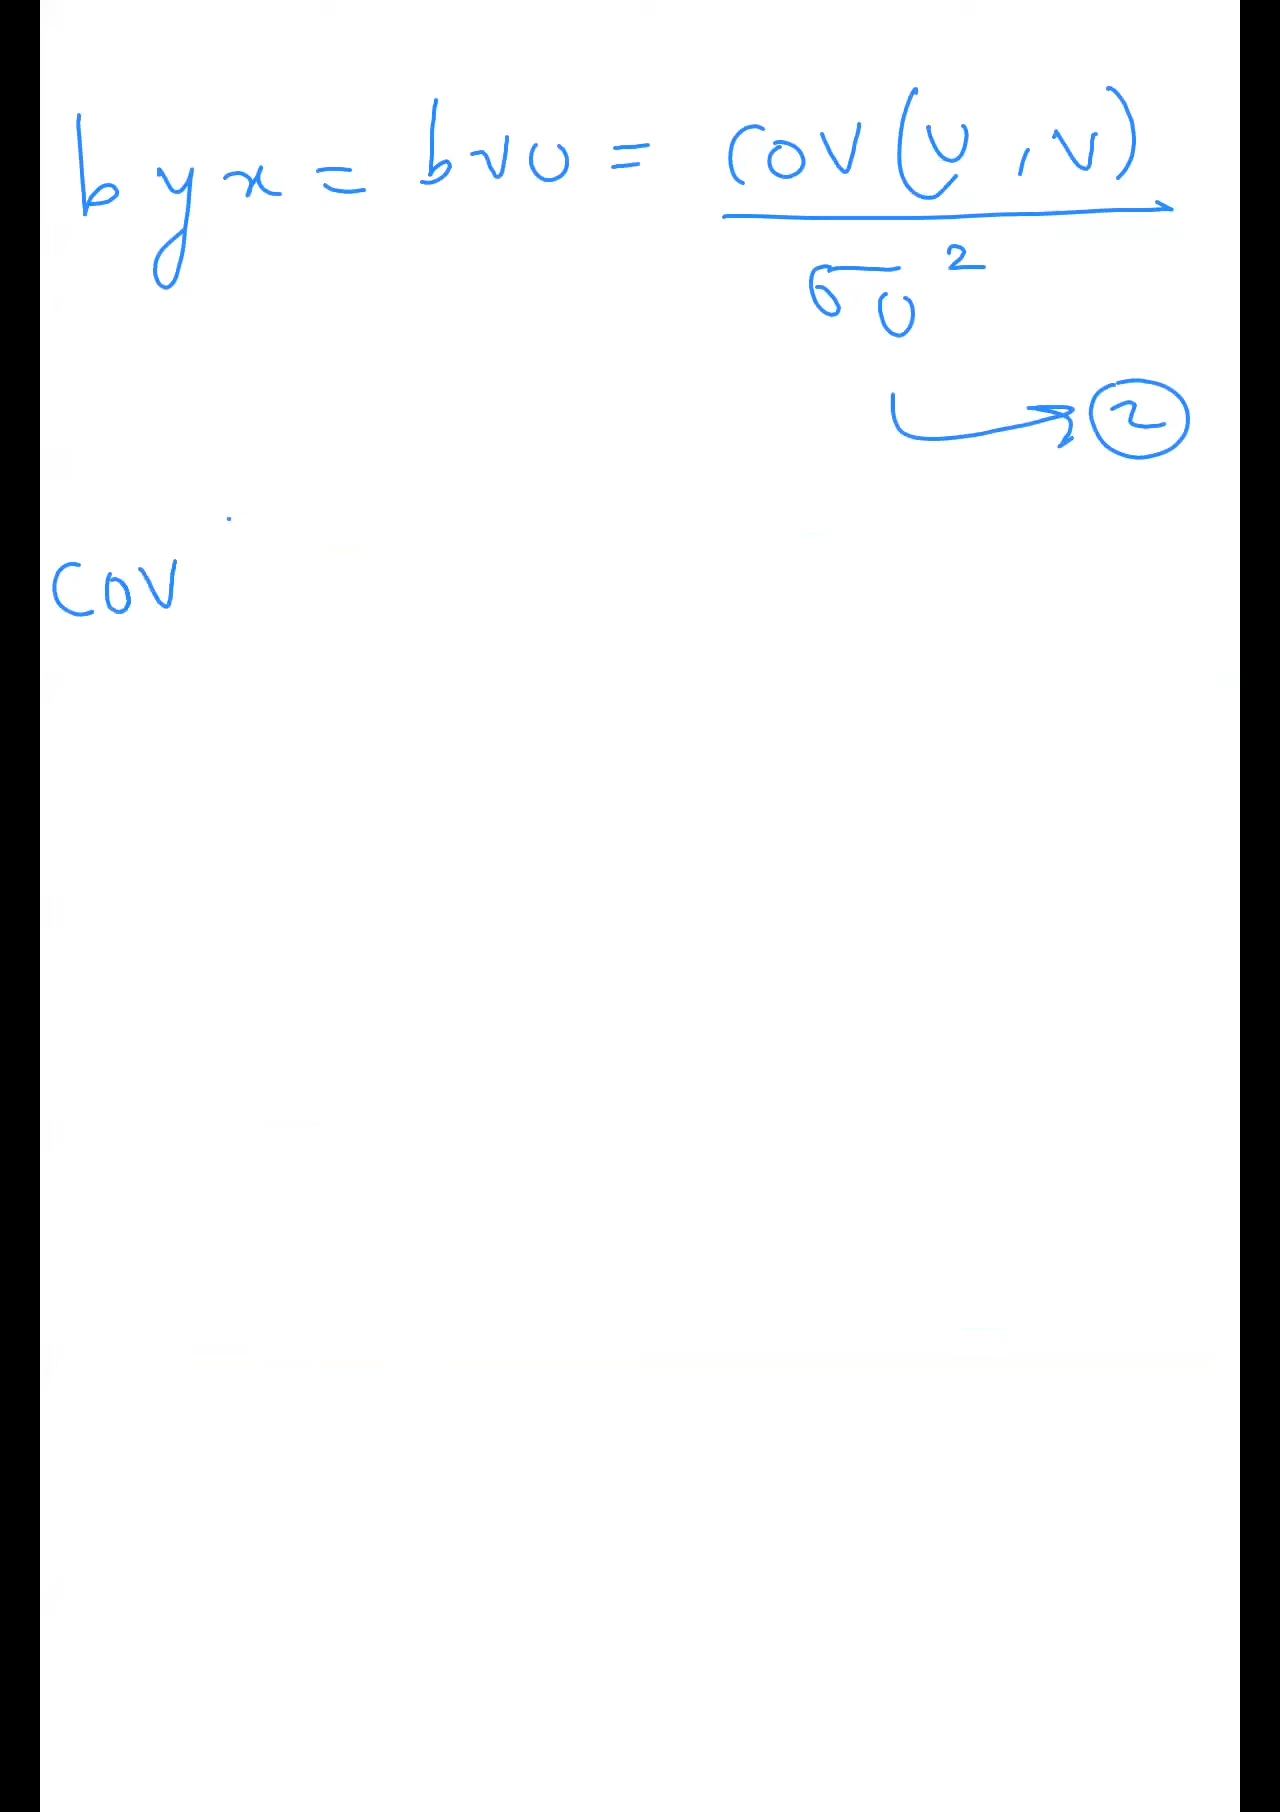 byx = bvu = cov(u,v)
σu²
→ 2
cov